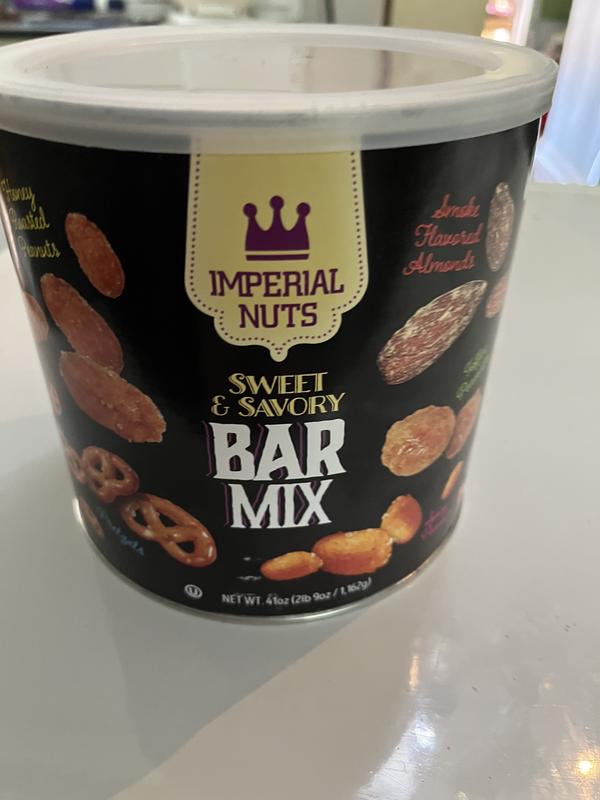 Honey
Roasted
Peanuts
IMPERIAL
NUTS
Smoke
Flavored
Almonds
SWEET
& SAVORY
BAR
MIX
Pretzels
U
NET WT. 41oz (2lb 9oz / 1,162g)